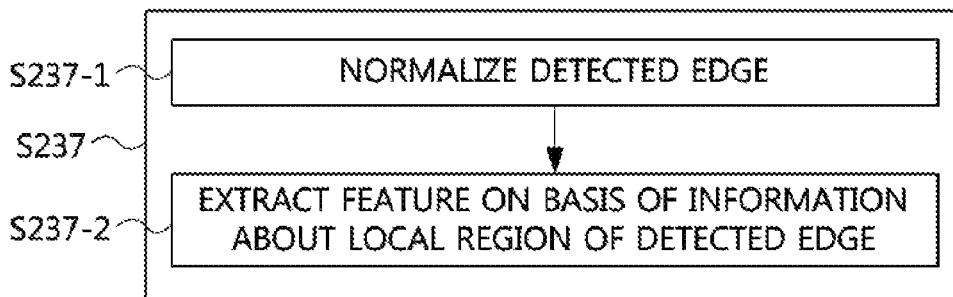 S237-1
NORMALIZE DETECTED EDGE
S237
S237-2
EXTRACT FEATURE ON BASIS OF INFORMATION
ABOUT LOCAL REGION OF DETECTED EDGE